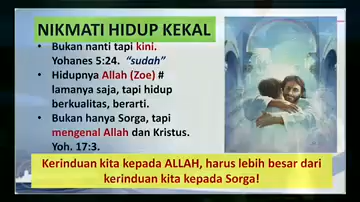 NIKMATI HIDUP KEKAL
• Bukan nanti tapi kini.
Yohanes 5:24. “sudah”
• Hidupnya Allah (Zoe) #
lamanya saja, tapi hidup
berkualitas, berarti.
• Bukan hanya Sorga, tapi
mengenal Allah dan Kristus.
Yoh. 17:3.
Kerinduan kita kepada ALLAH, harus lebih besar dari
kerinduan kita kepada Sorga!